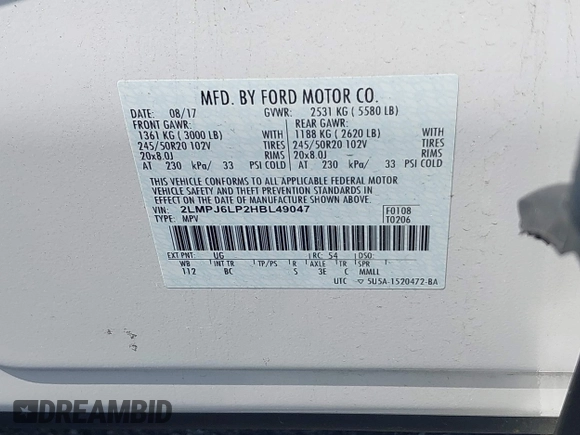 MFD. BY FORD MOTOR CO.
DATE: 08/17 GVWR: 2531 KG ( 5580 LB)
FRONT GAWR: REAR GAWR:
1361 KG ( 3000 LB) WITH 1188 KG ( 2620 LB) WITH
245/50R20 102V TIRES 245/50R20 102V TIRES
20x8.0J RIMS 20x8.0J RIMS
AT 230 kPa/ 33 PSI COLD AT 230 kPa/ 33 PSI COLD
THIS VEHICLE CONFORMS TO ALL APPLICABLE FEDERAL MOTOR
VEHICLE SAFETY AND THEFT PREVENTION STANDARDS IN
EFFECT ON THE DATE OF MANUFACTURE SHOWN ABOVE.
VIN: 2LMPJ6LP2HBL49047 F0108
TYPE: MPV T0206
EXT PNT: UG RC: 54 DSO:
WB INT TR TP/PS R AXLE TR SPR
112 BC S 3E C MMLL
UTC ▽ 5U5A-1520472-BA
DREAMBID